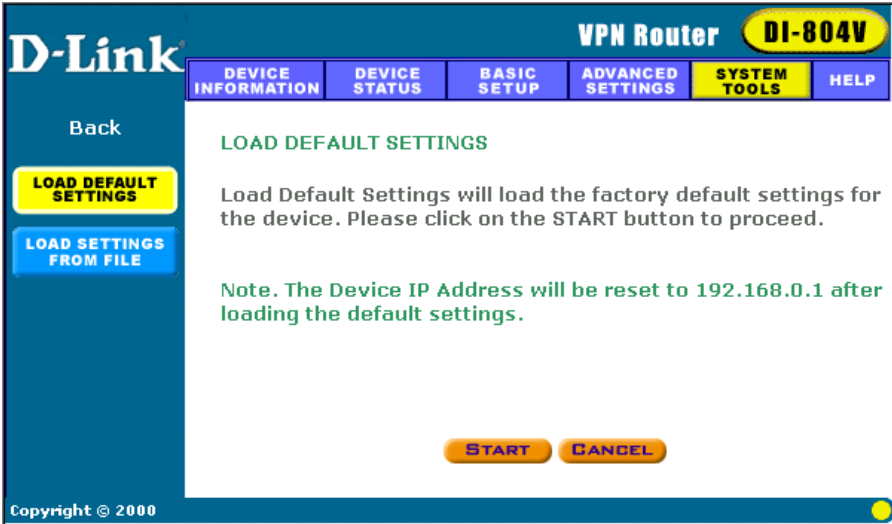 D-Link
VPN Router DI-804V
DEVICE INFORMATION
DEVICE STATUS
BASIC SETUP
ADVANCED SETTINGS
SYSTEM TOOLS
HELP
Back
LOAD DEFAULT
SETTINGS
LOAD SETTINGS
FROM FILE
LOAD DEFAULT SETTINGS
Load Default Settings will load the factory default settings for
the device. Please click on the START button to proceed.
Note. The Device IP Address will be reset to 192.168.0.1 after
loading the default settings.
START CANCEL
Copyright © 2000